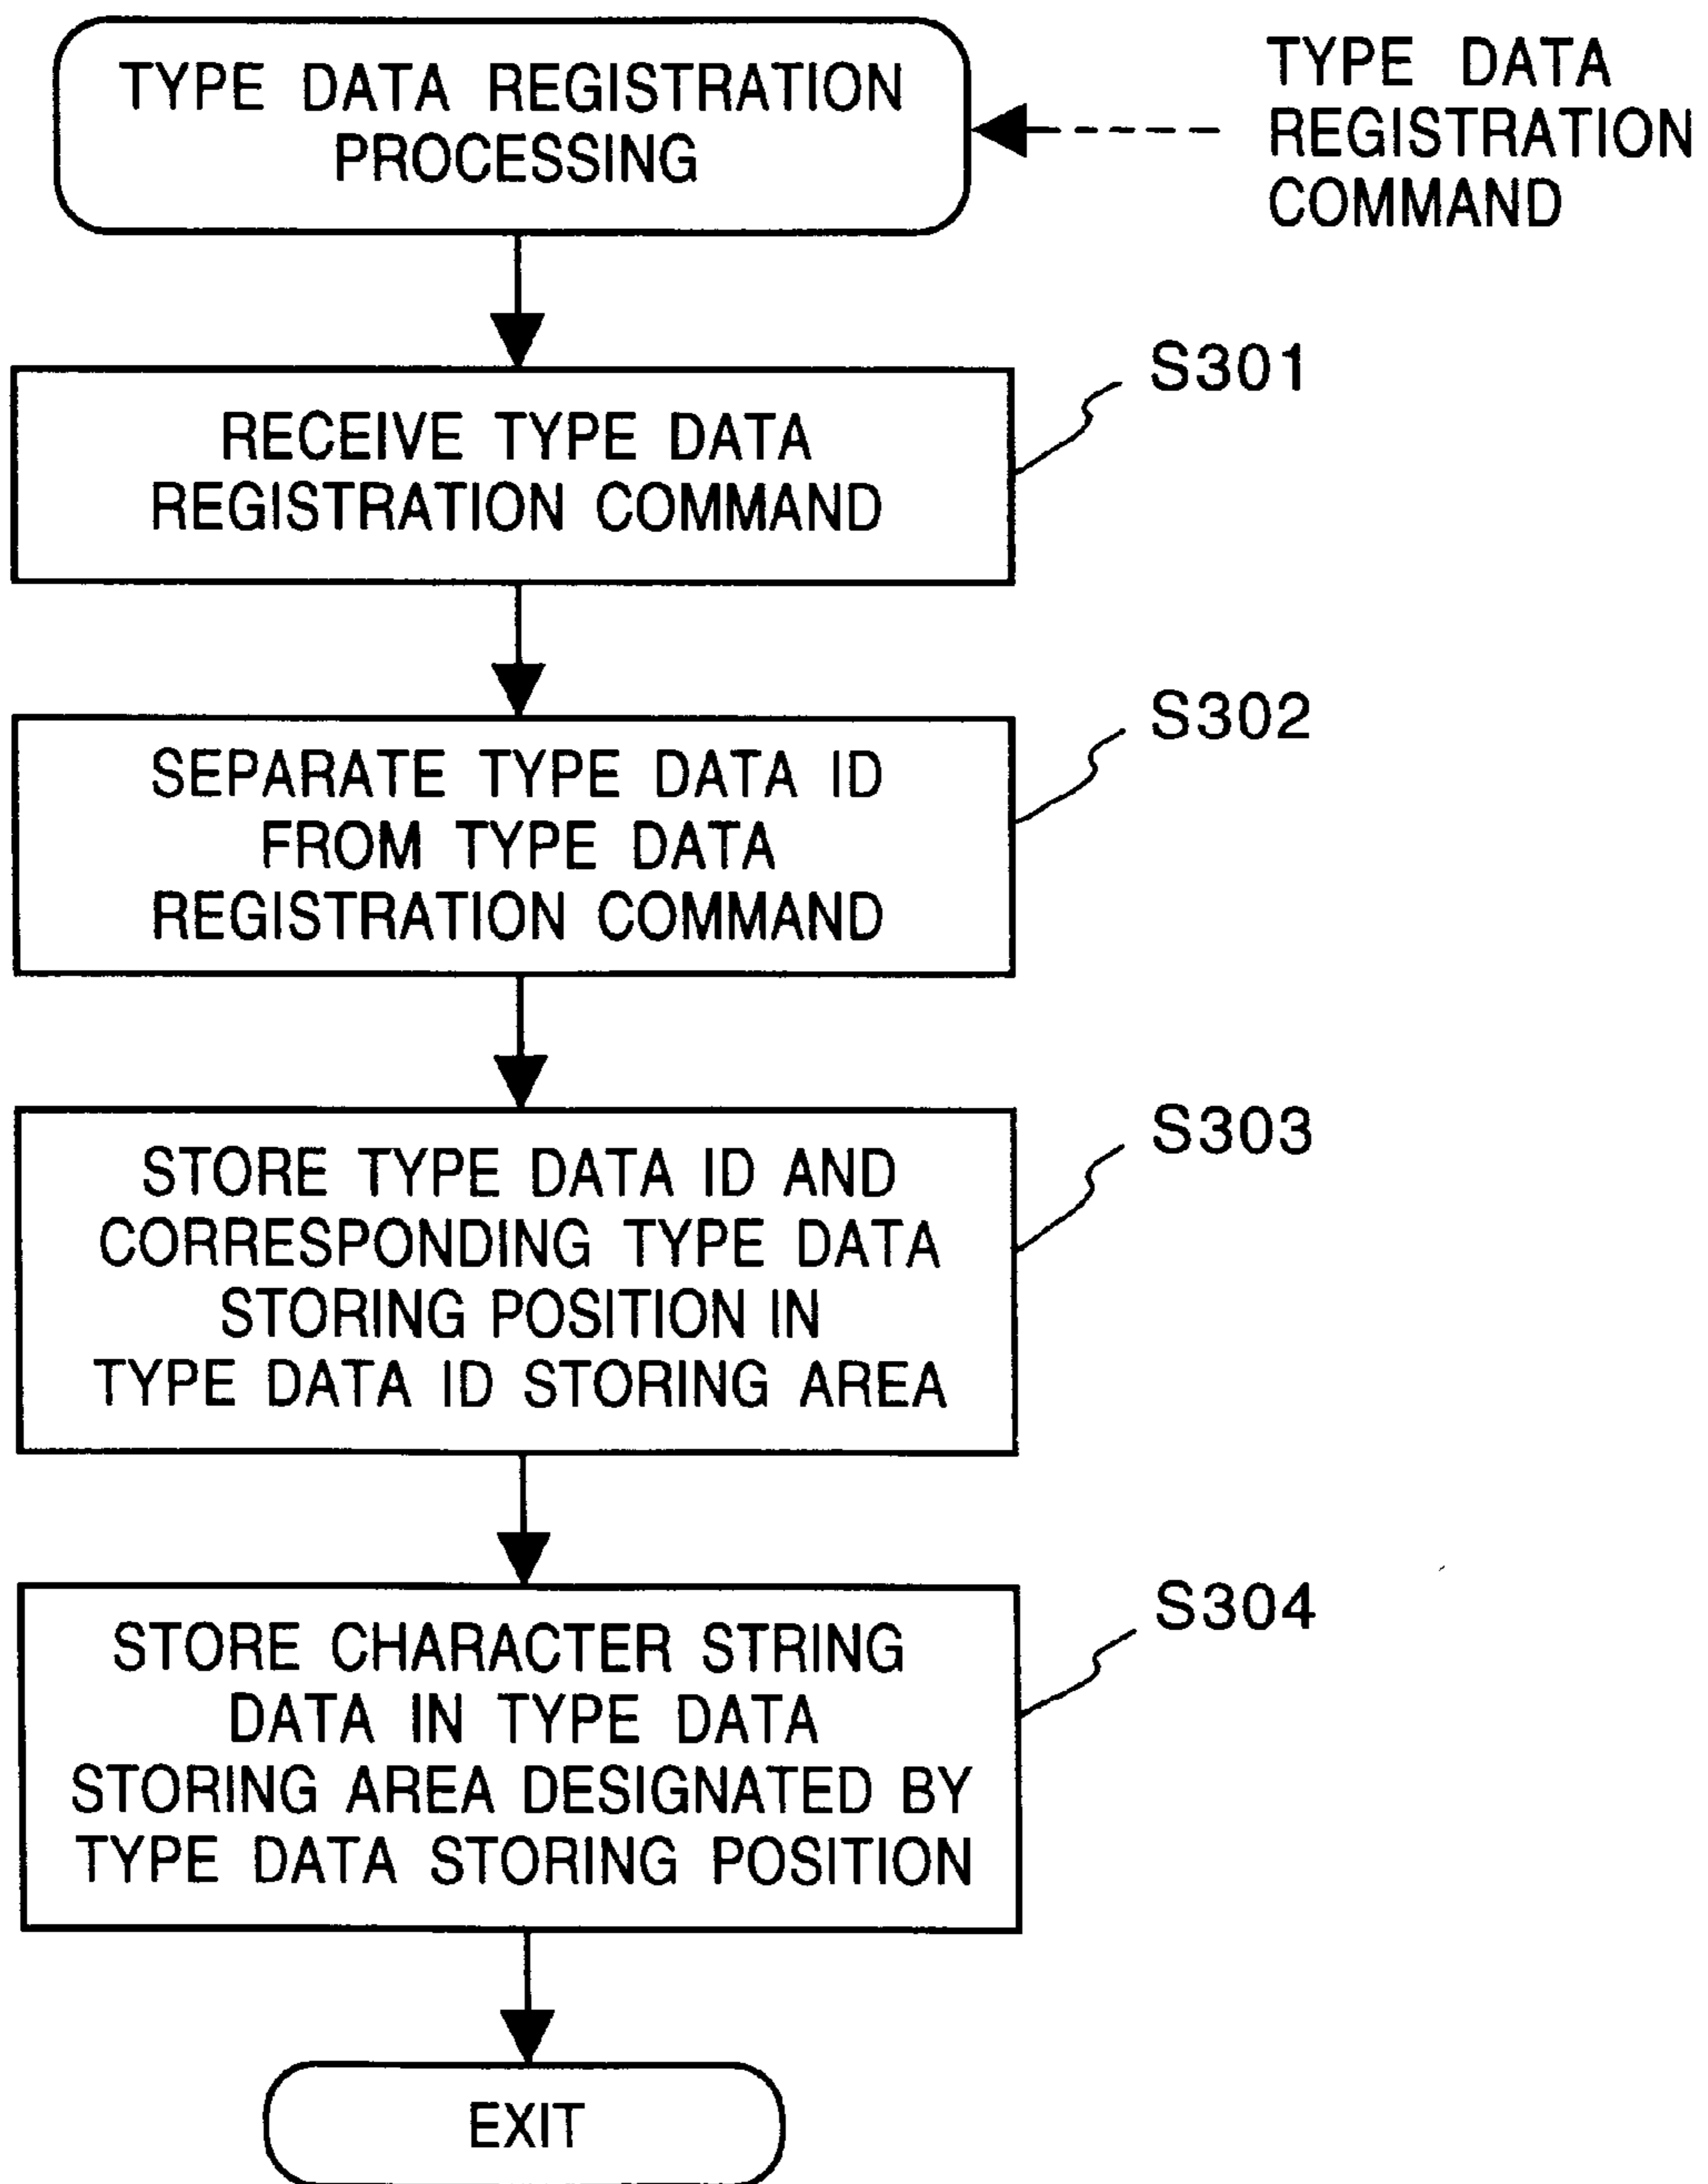 TYPE DATA REGISTRATION
PROCESSING
TYPE DATA
REGISTRATION
COMMAND
S301
RECEIVE TYPE DATA
REGISTRATION COMMAND
S302
SEPARATE TYPE DATA ID
FROM TYPE DATA
REGISTRATION COMMAND
S303
STORE TYPE DATA ID AND
CORRESPONDING TYPE DATA
STORING POSITION IN
TYPE DATA ID STORING AREA
S304
STORE CHARACTER STRING
DATA IN TYPE DATA
STORING AREA DESIGNATED BY
TYPE DATA STORING POSITION
EXIT